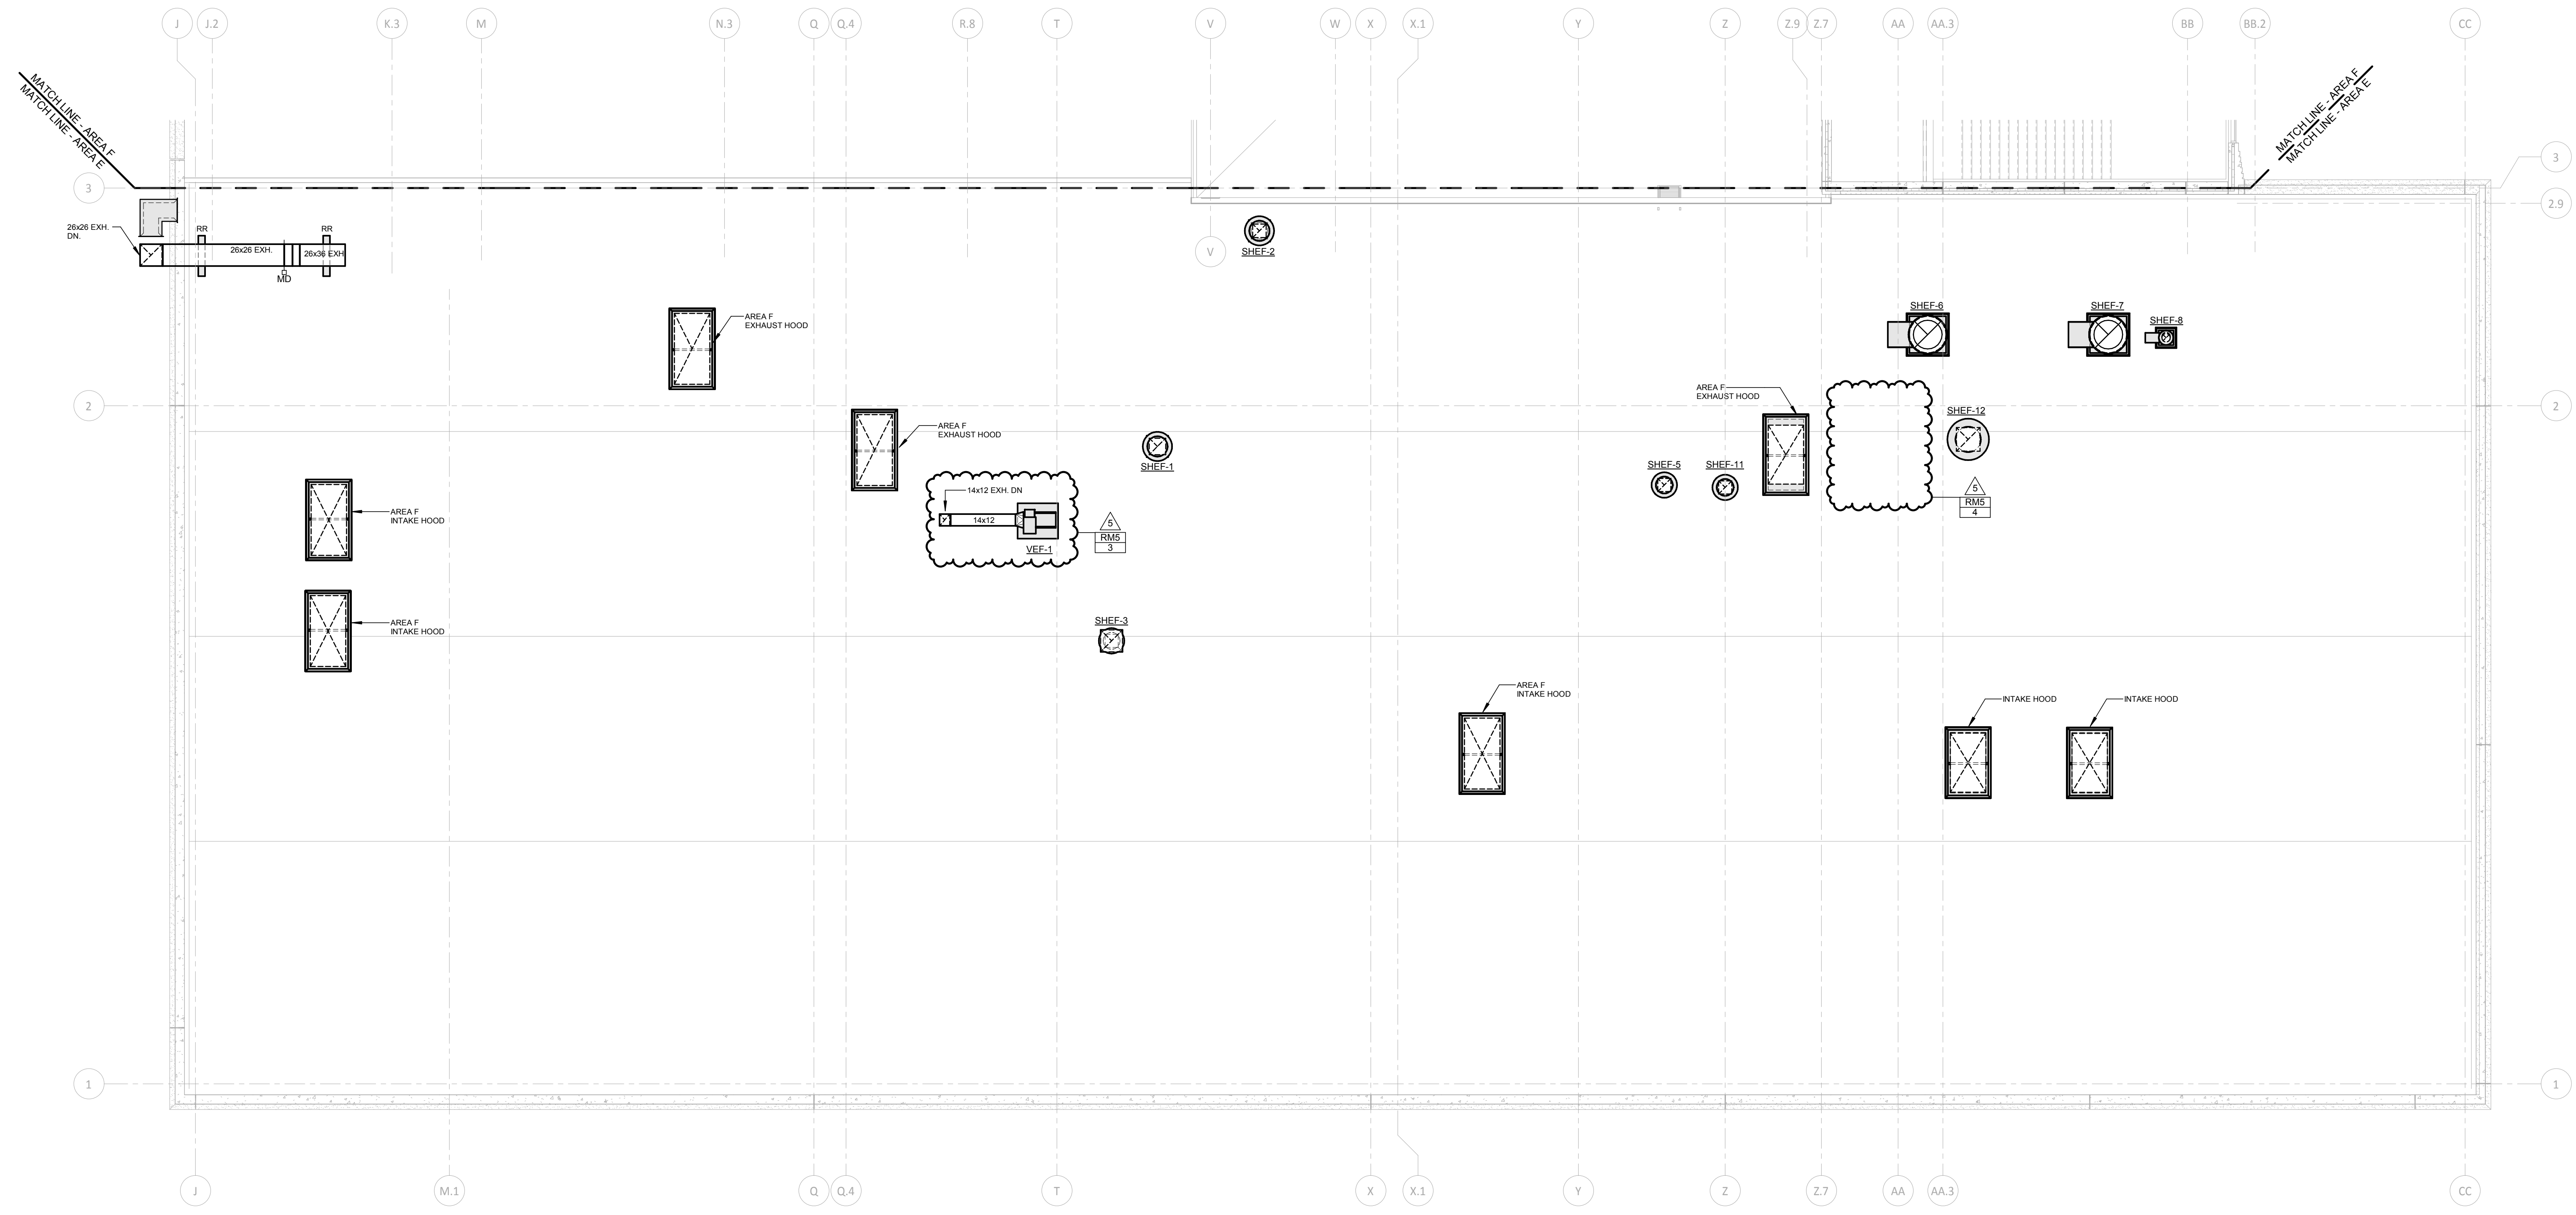 J
J.2
K.3
M
N.3
Q
Q.4
R.8
T
V
W
X
X.1
Y
Z
Z.9
Z.7
AA
AA.3
BB
BB.2
CC
MATCH LINE - AREA F
MATCH LINE - AREA E
MATCH LINE - AREA F
MATCH LINE - AREA E
3
3
2.9
26x26 EXH.
DN.
RR
RR
26x26 EXH.
26x36 EXH
MD
SHEF-2
V
AREA F
EXHAUST HOOD
SHEF-6
SHEF-7
SHEF-8
2
2
AREA F
EXHAUST HOOD
AREA F
EXHAUST HOOD
SHEF-12
SHEF-1
SHEF-5
SHEF-11
14x12 EXH. DN
14x12
VEF-1
5
RM5
3
5
RM5
4
AREA F
INTAKE HOOD
AREA F
INTAKE HOOD
SHEF-3
AREA F
INTAKE HOOD
INTAKE HOOD
INTAKE HOOD
1
1
J
M.1
Q
Q.4
T
X
X.1
Y
Z
Z.7
AA
AA.3
CC